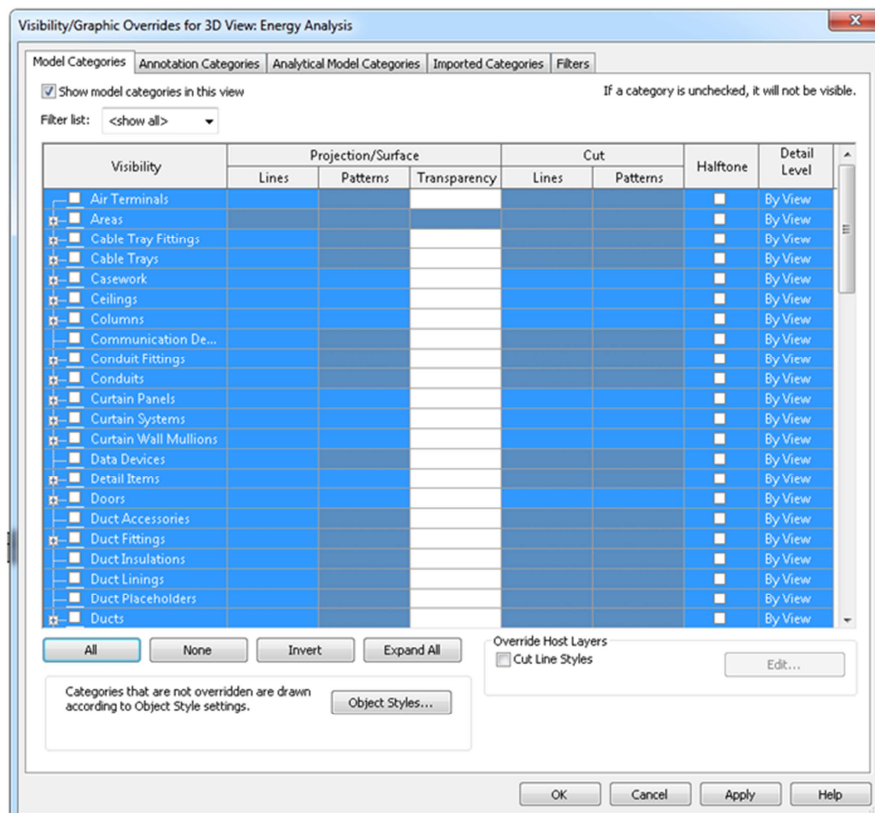 Visibility/Graphic Overrides for 3D View: Energy Analysis
Model Categories Annotation Categories Analytical Model Categories Imported Categories Filters
Show model categories in this view If a category is unchecked, it will not be visible.
Filter list: <show all>
Visibility Projection/Surface Cut Halftone Detail Level
Lines Patterns Transparency Lines Patterns
Air Terminals By View
Areas By View
Cable Tray Fittings By View
Cable Trays By View
Casework By View
Ceilings By View
Columns By View
Communication De... By View
Conduit Fittings By View
Conduits By View
Curtain Panels By View
Curtain Systems By View
Curtain Wall Mullions By View
Data Devices By View
Detail Items By View
Doors By View
Duct Accessories By View
Duct Fittings By View
Duct Insulations By View
Duct Linings By View
Duct Placeholders By View
Ducts By View
All None Invert Expand All
Override Host Layers
Cut Line Styles Edit...
Categories that are not overridden are drawn
according to Object Style settings.
Object Styles...
OK Cancel Apply Help